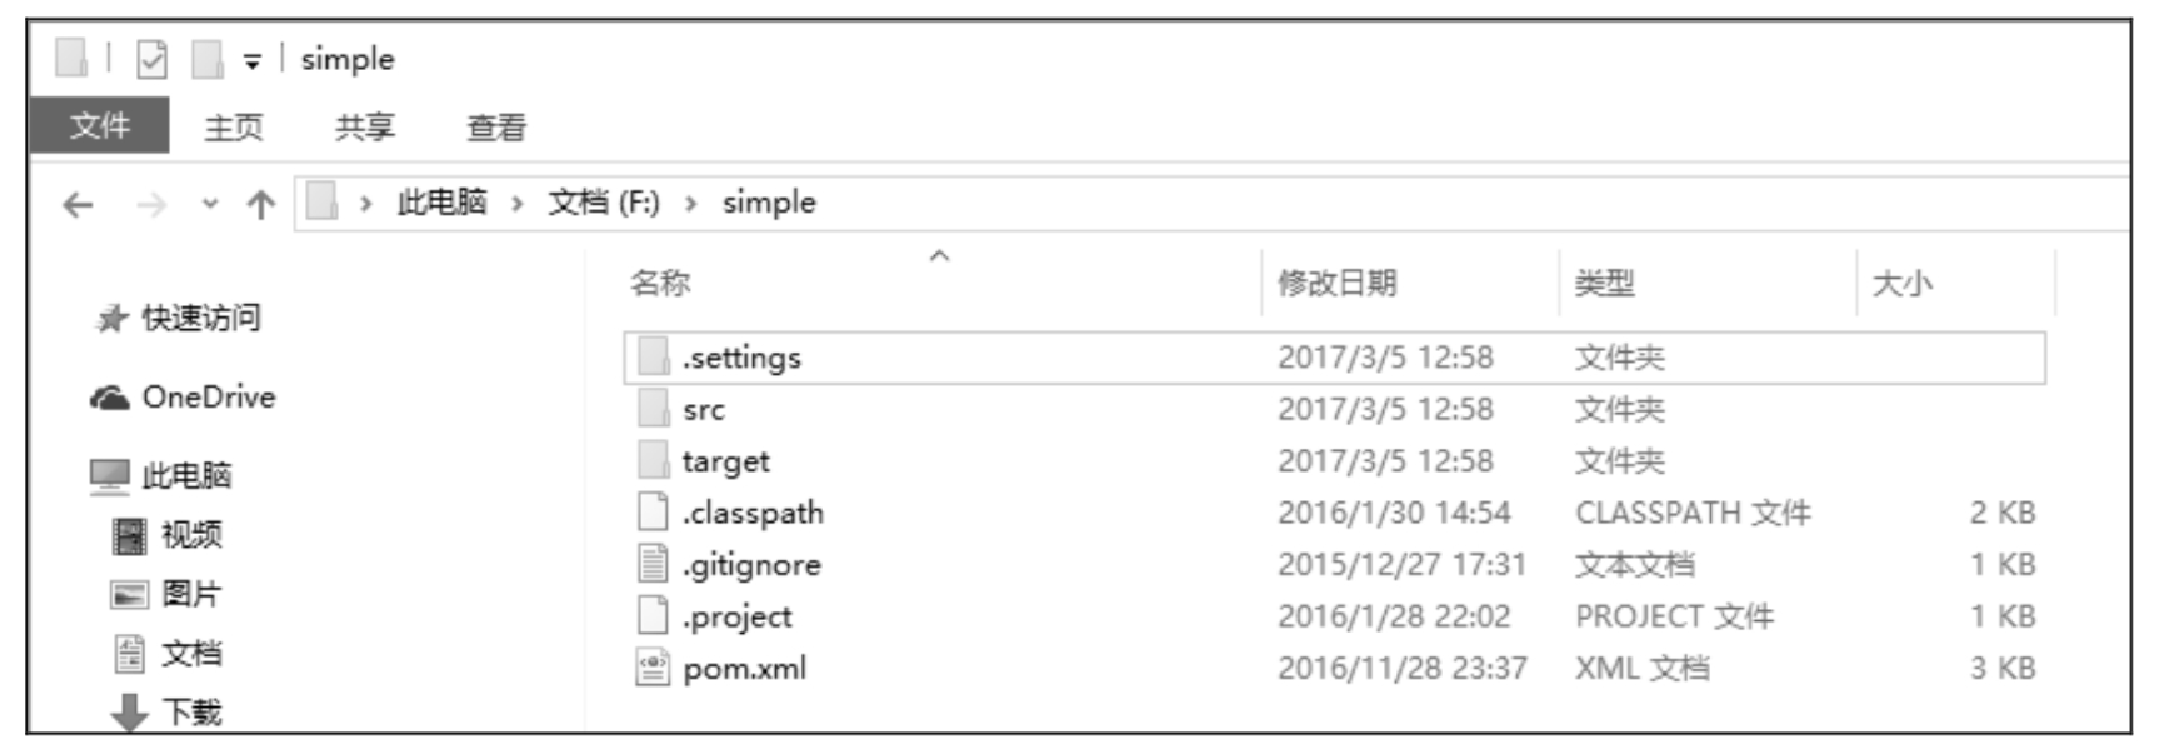 simple
文件 主页 共享 查看
此电脑 文档 (F:) simple
名称 修改日期 类型 大小
快速访问
OneDrive
此电脑
视频
图片
文档
下载
.settings 2017/3/5 12:58 文件夹
src 2017/3/5 12:58 文件夹
target 2017/3/5 12:58 文件夹
.classpath 2016/1/30 14:54 CLASSPATH 文件 2 KB
.gitignore 2015/12/27 17:31 文本文档 1 KB
.project 2016/1/28 22:02 PROJECT 文件 1 KB
pom.xml 2016/11/28 23:37 XML 文档 3 KB